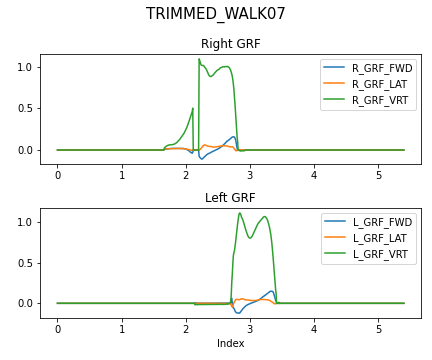 TRIMMED_WALK07
Right GRF
1.0
0.5
0.0
R_GRF_FWD
R_GRF_LAT
R_GRF_VRT
0 1 2 3 4 5
Left GRF
1.0
0.5
0.0
L_GRF_FWD
L_GRF_LAT
L_GRF_VRT
0 1 2 3 4 5
Index